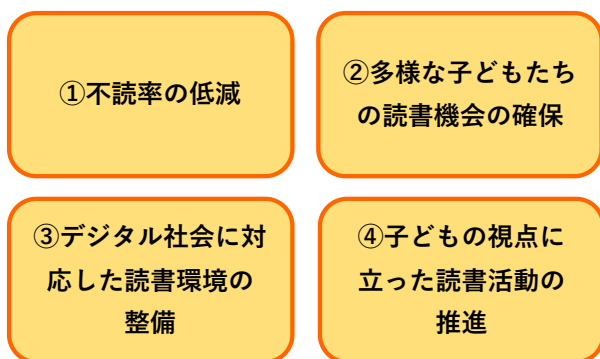 ①不読率の低減
②多様な子どもたち
の読書機会の確保
③デジタル社会に対
応した読書環境の
整備
④子どもの視点に
立った読書活動の
推進